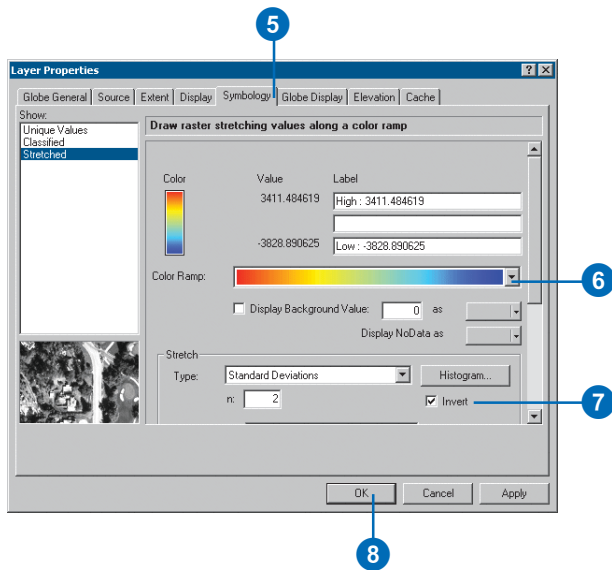 5
Layer Properties
Globe General Source Extent Display Symbology Globe Display Elevation Cache
Show:
Unique Values
Classified
Stretched
Draw raster stretching values along a color ramp
Color Value Label
3411.484619 High : 3411.484619
-3828.890625 Low : -3828.890625
Color Ramp:
6
Display Background Value: 0 as
Display NoData as
Stretch
Type: Standard Deviations Histogram...
n: 2 Invert
7
OK Cancel Apply
8